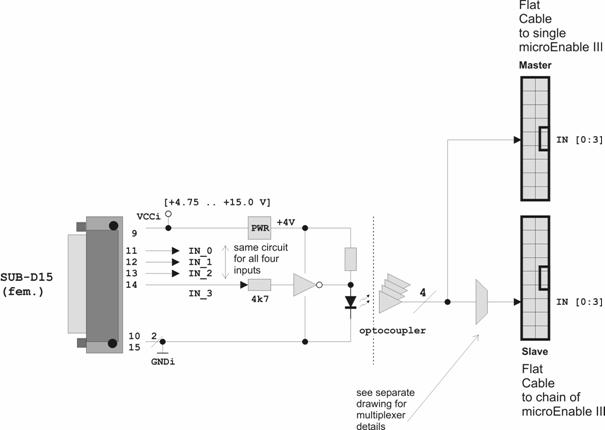 Flat
Cable
to single
microEnable III
Master
IN [0:3]
[+4.75 .. +15.0 V]
VCCi
PWR
+4V
9
11
12
13
14
IN_0
IN_1
IN_2
IN_3
same circuit
for all four
inputs
4k7
SUB-D15
(fem.)
optocoupler
4
IN [0:3]
10
15
2
GNDi
Slave
Flat
Cable
to chain of
microEnable III
see separate
drawing for
multiplexer
details